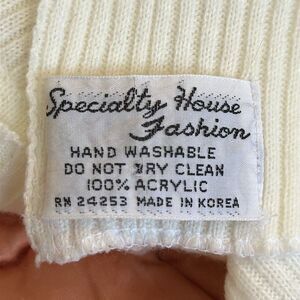 Specialty House
Fashion
HAND WASHABLE
DO NOT DRY CLEAN
100% ACRYLIC
RN 24253 MADE IN KOREA